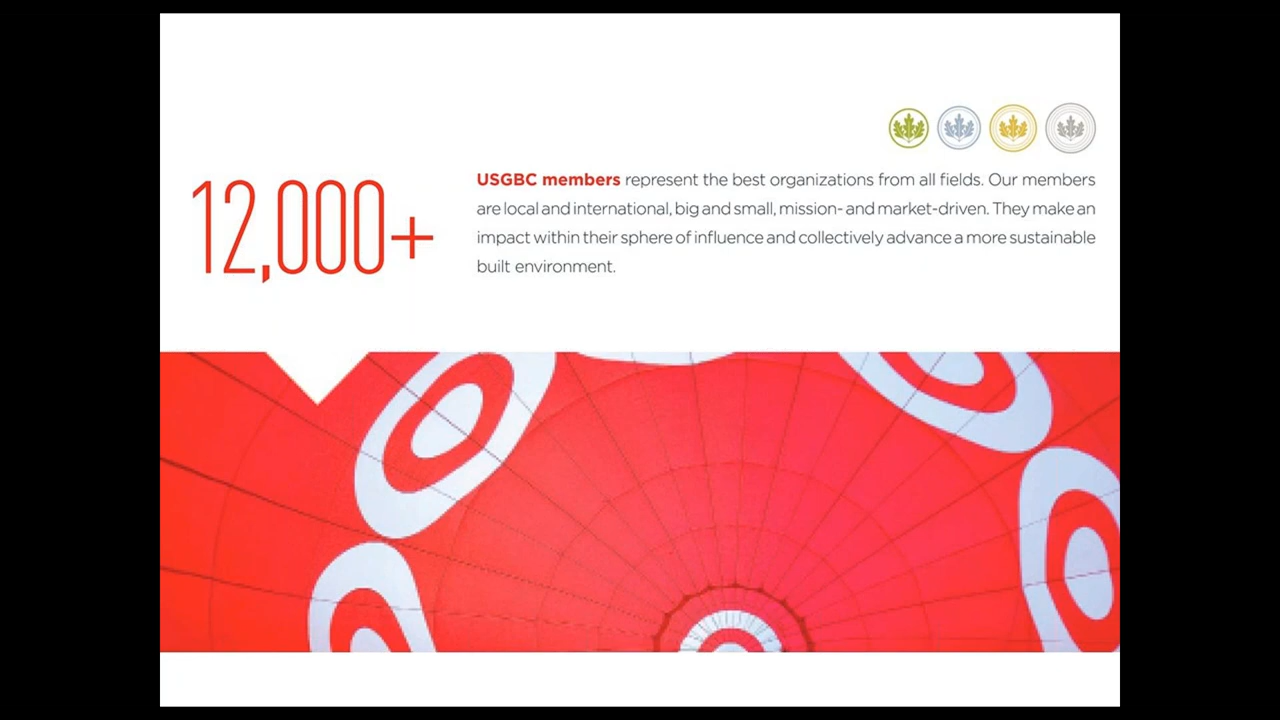 12,000+
USGBC members represent the best organizations from all fields. Our members
are local and international, big and small, mission- and market-driven. They make an
impact within their sphere of influence and collectively advance a more sustainable
built environment.